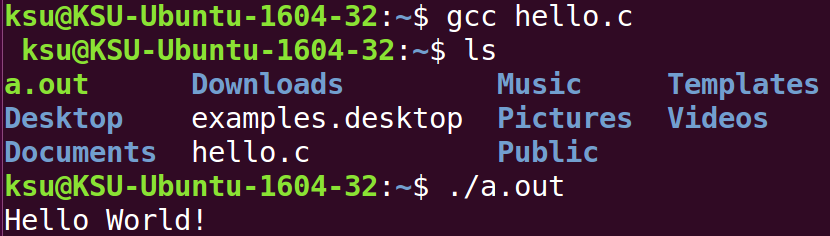 ksu@KSU-Ubuntu-1604-32:~$ gcc hello.c
ksu@KSU-Ubuntu-1604-32:~$ ls
a.out Downloads Music Templates
Desktop examples.desktop Pictures Videos
Documents hello.c Public
ksu@KSU-Ubuntu-1604-32:~$ ./a.out
Hello World!